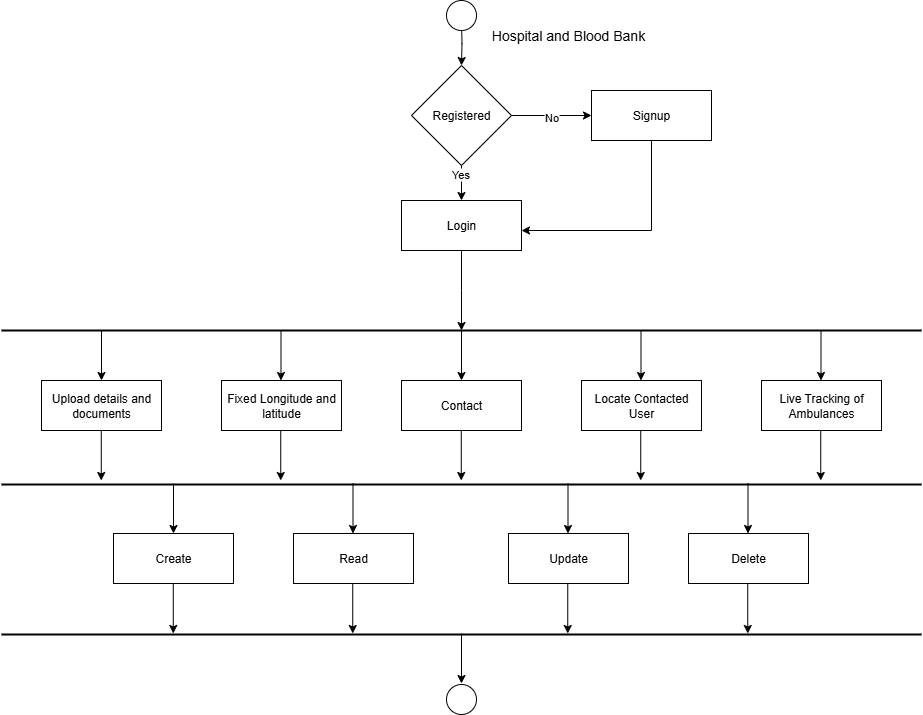 Hospital and Blood Bank
Registered
No
Signup
Yes
Login
Upload details and
documents
Fixed Longitude and
latitude
Contact
Locate Contacted
User
Live Tracking of
Ambulances
Create
Read
Update
Delete